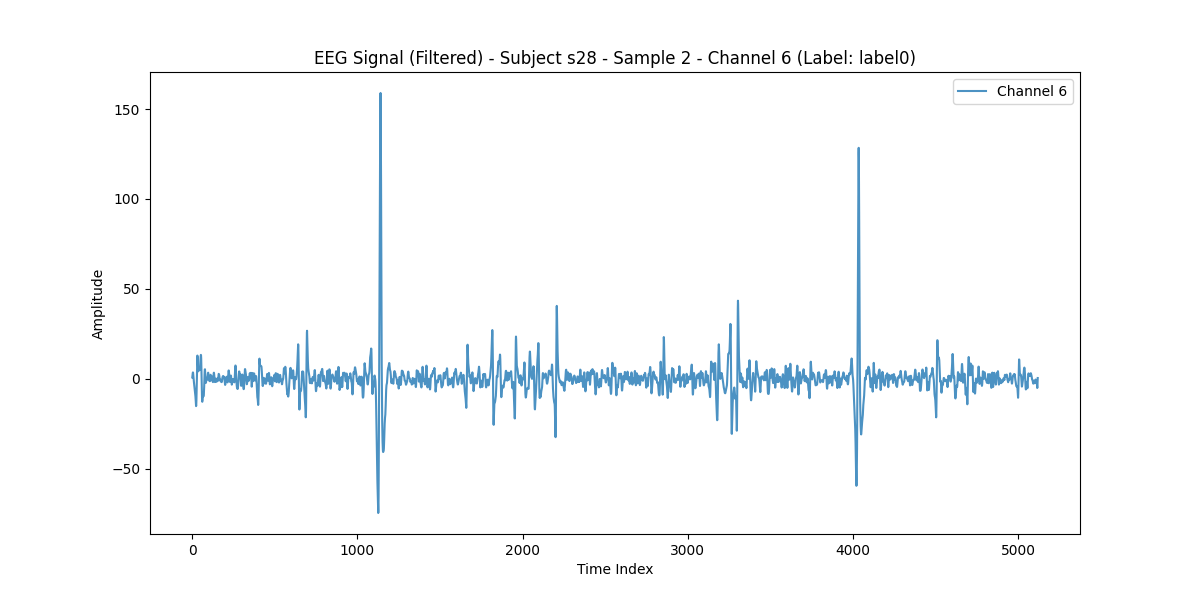 EEG Signal (Filtered) - Subject s28 - Sample 2 - Channel 6 (Label: label0)
Channel 6
150
100
50
0
−50
Amplitude
0 1000 2000 3000 4000 5000
Time Index